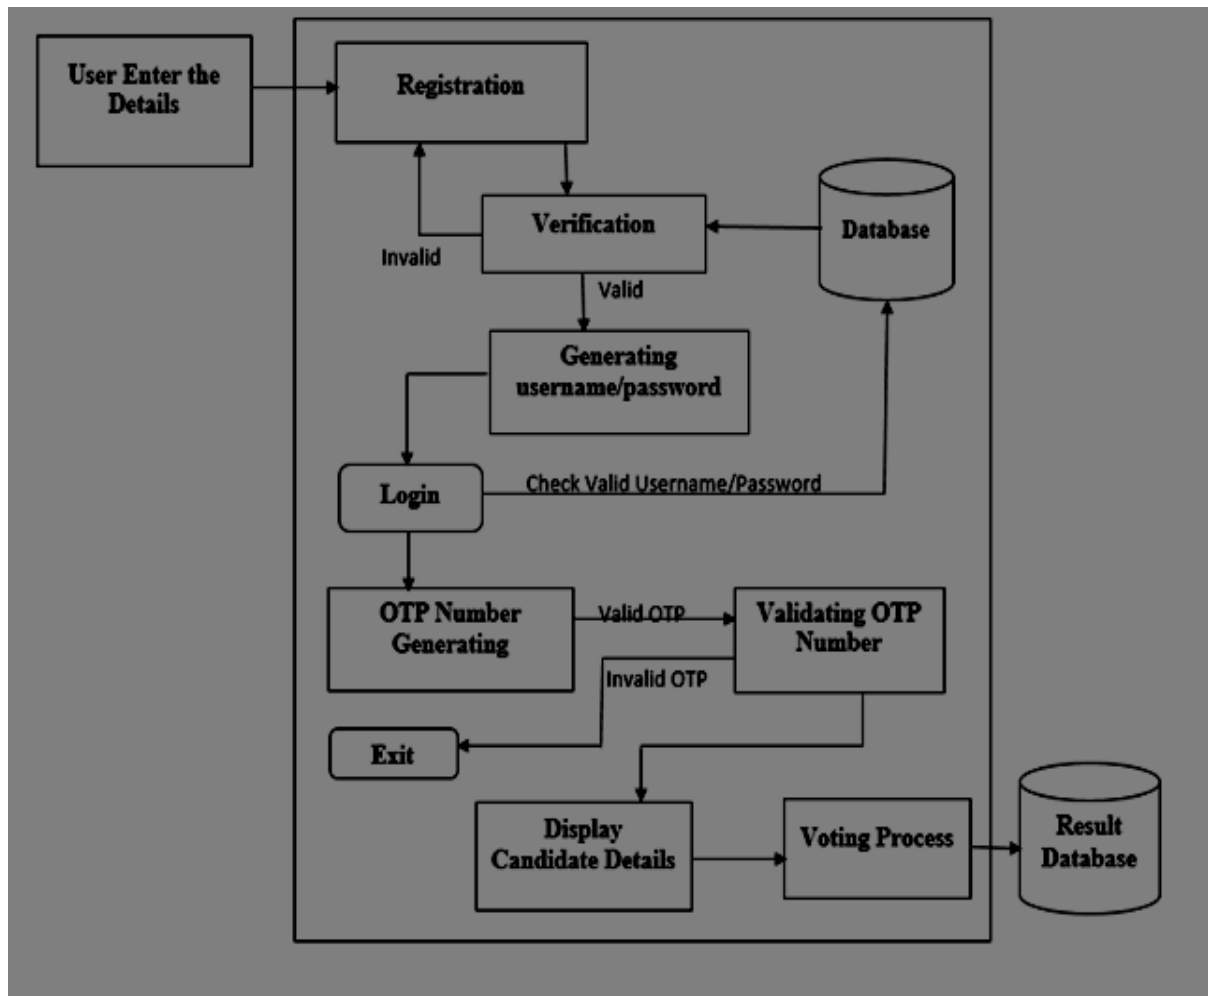 User Enter the
Details
Registration
Verification
Database
Invalid
Valid
Generating
username/password
Login
Check Valid Username/Password
OTP Number
Generating
Valid OTP
Validating OTP
Number
Invalid OTP
Exit
Display
Candidate Details
Voting Process
Result
Database